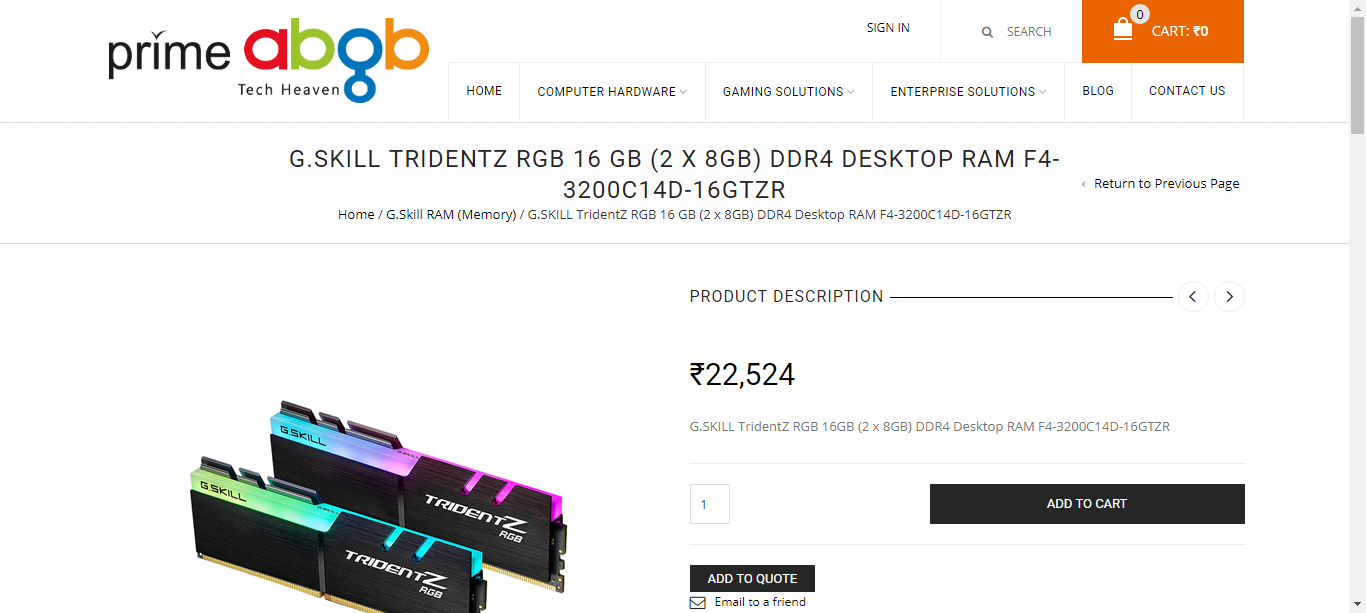 prime abgb
Tech Heaven
SIGN IN
SEARCH
0
CART: ₹0
HOME
COMPUTER HARDWARE
GAMING SOLUTIONS
ENTERPRISE SOLUTIONS
BLOG
CONTACT US
G.SKILL TRIDENTZ RGB 16 GB (2 X 8GB) DDR4 DESKTOP RAM F4-
3200C14D-16GTZR
‹ Return to Previous Page
Home / G.Skill RAM (Memory) / G.SKILL TridentZ RGB 16 GB (2 x 8GB) DDR4 Desktop RAM F4-3200C14D-16GTZR
PRODUCT DESCRIPTION
₹22,524
G.SKILL TridentZ RGB 16GB (2 x 8GB) DDR4 Desktop RAM F4-3200C14D-16GTZR
1
ADD TO CART
ADD TO QUOTE
Email to a friend
G.SKILL
G.SKILL
TRIDENTZ
RGB
G.SKILL
G.SKILL
TRIDENTZ
RGB